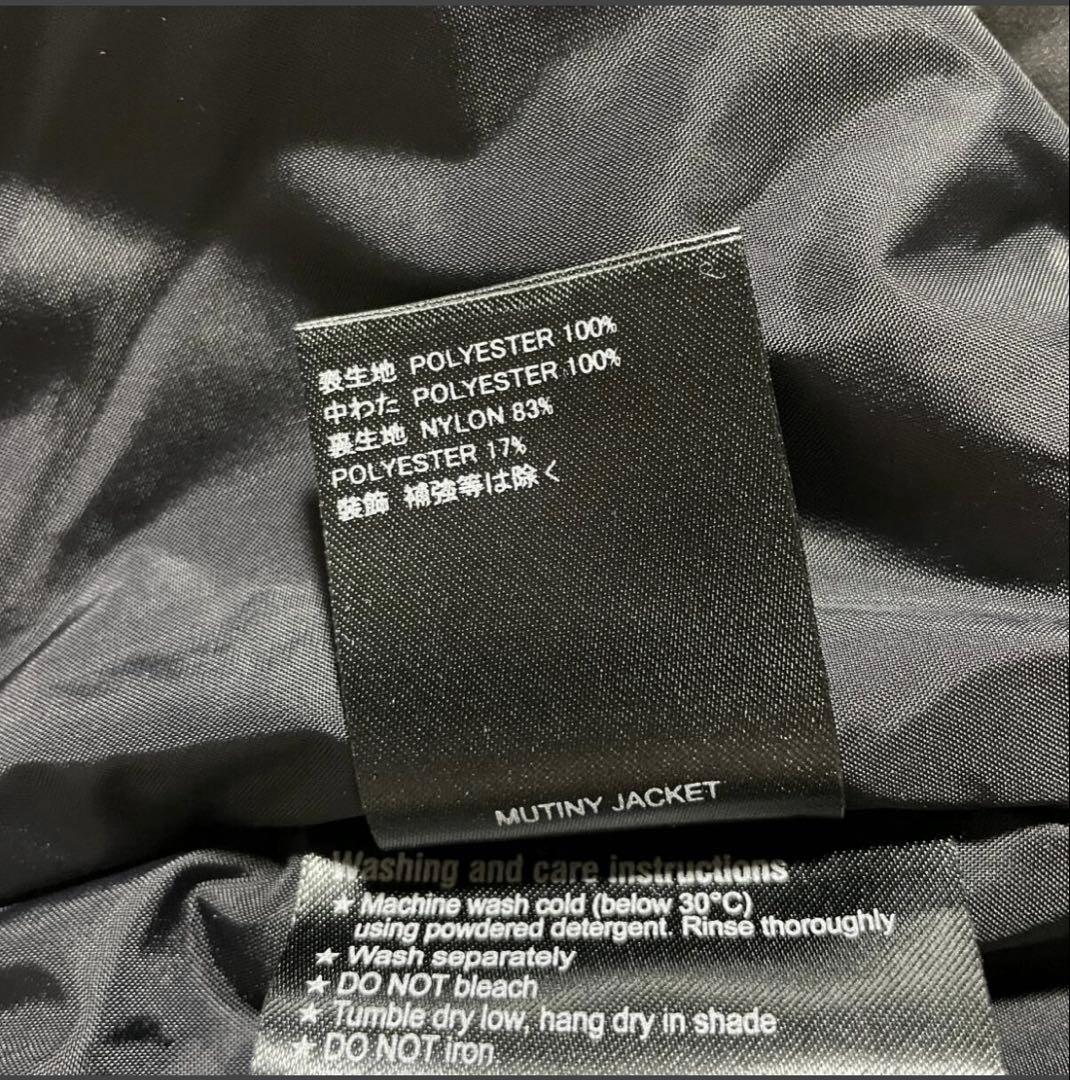 表生地 POLYESTER 100%
中わた POLYESTER 100%
裏生地 NYLON 83%
POLYESTER 17%
装飾 補強等は除く
MUTINY JACKET
Washing and care instructions
★ Machine wash cold (below 30°C)
using powdered detergent. Rinse thoroughly
★ Wash separately
★ DO NOT bleach
★ Tumble dry low, hang dry in shade
★ DO NOT iron